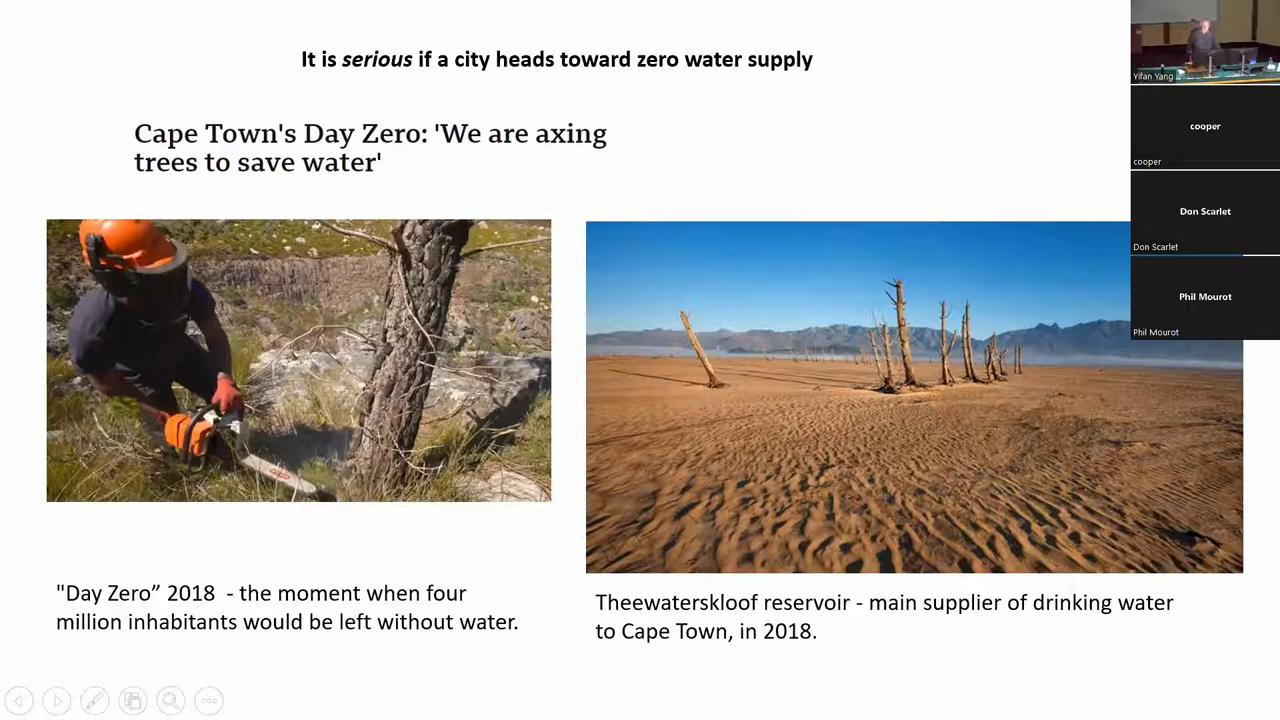 It is serious if a city heads toward zero water supply
Cape Town's Day Zero: 'We are axing
trees to save water'
"Day Zero” 2018 - the moment when four
million inhabitants would be left without water.
Theewaterskloof reservoir - main supplier of drinking water
to Cape Town, in 2018.
Yifan Yang
cooper
cooper
Don Scarlet
Don Scarlet
Phil Mourot
Phil Mourot